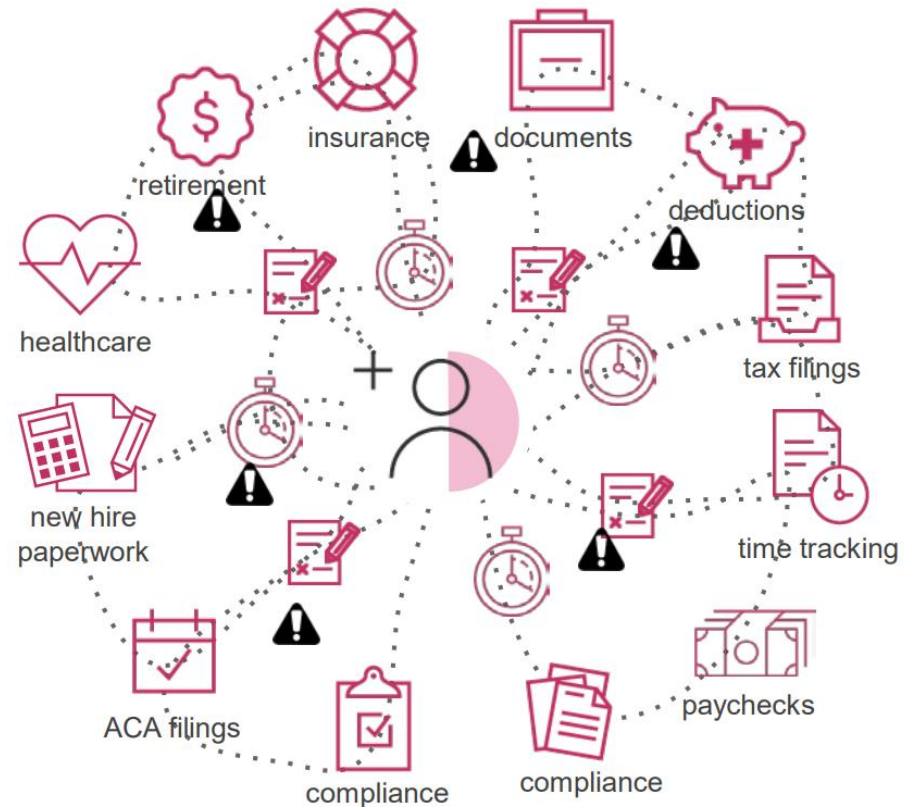 insurance
documents
retirement
deductions
healthcare
tax filings
new hire
paperwork
time tracking
ACA filings
paychecks
compliance
compliance